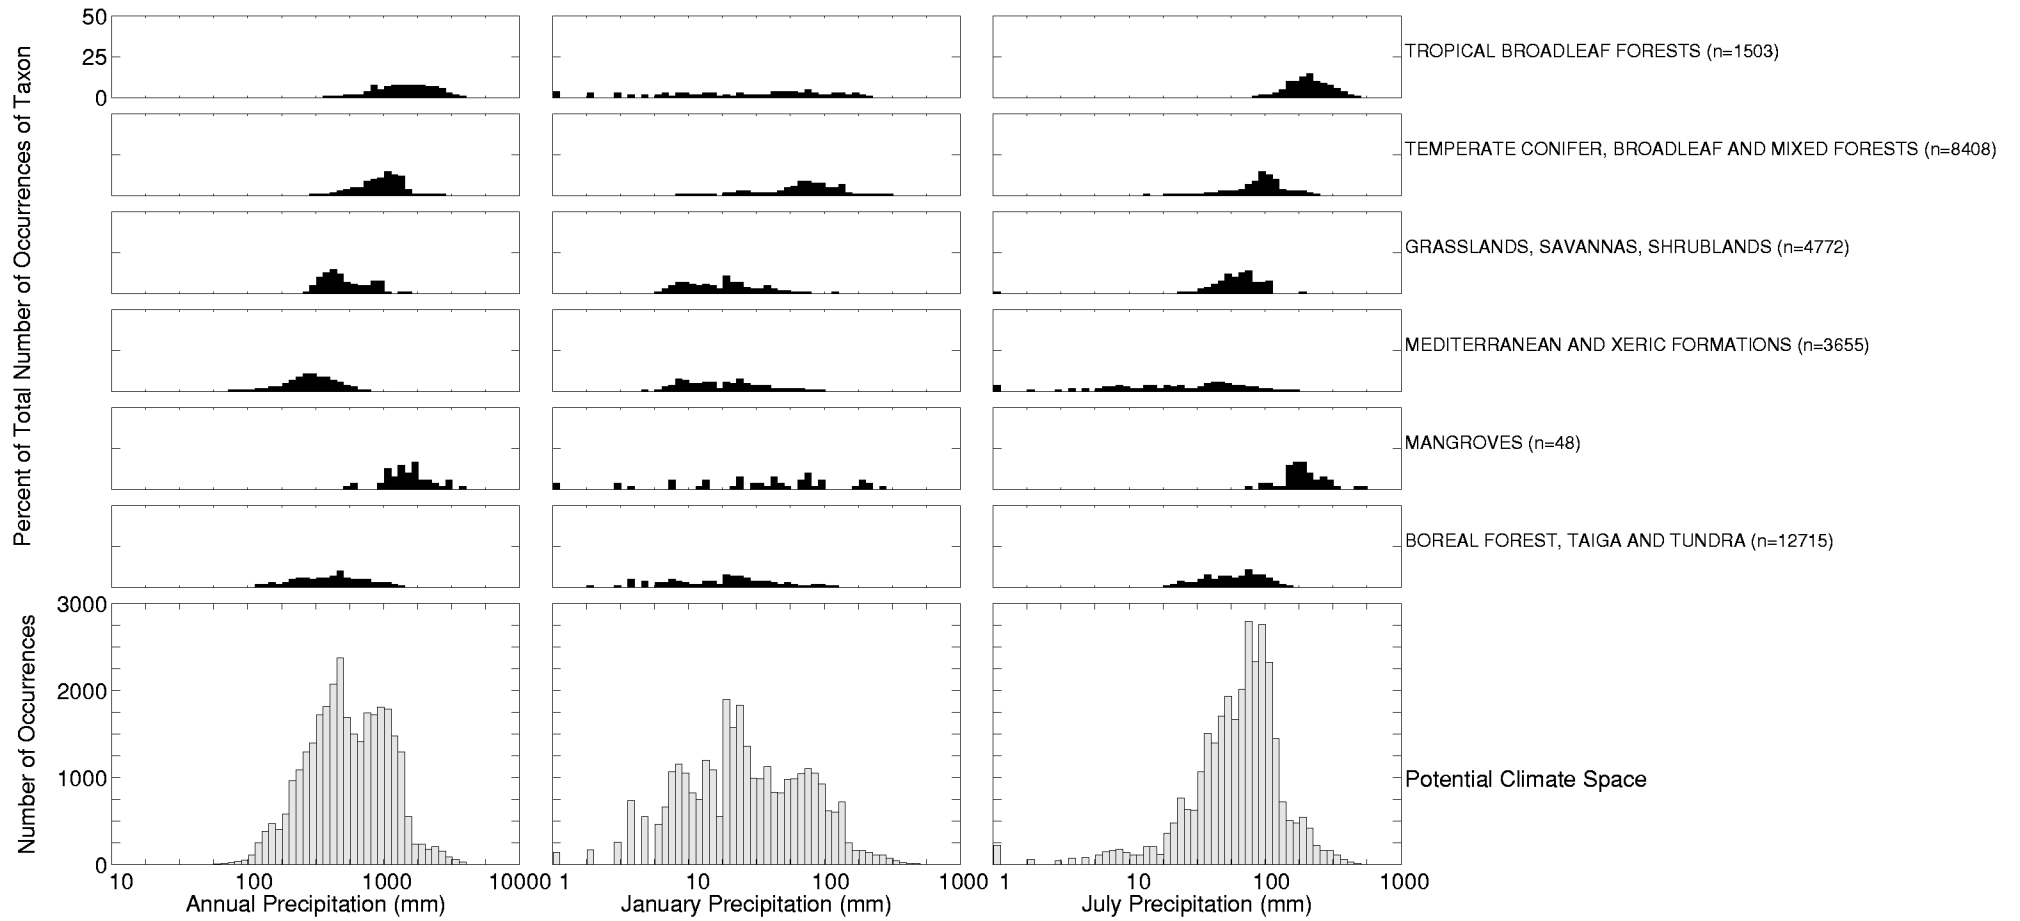 Percent of Total Number of Occurrences of Taxon
50
25
0
TROPICAL BROADLEAF FORESTS (n=1503)
TEMPERATE CONIFER, BROADLEAF AND MIXED FORESTS (n=8408)
GRASSLANDS, SAVANNAS, SHRUBLANDS (n=4772)
MEDITERRANEAN AND XERIC FORMATIONS (n=3655)
MANGROVES (n=48)
BOREAL FOREST, TAIGA AND TUNDRA (n=12715)
Number of Occurrences
3000
2000
1000
0
Potential Climate Space
10 100 1000 10000 1 10 100 1000 1 10 100 1000
Annual Precipitation (mm) January Precipitation (mm) July Precipitation (mm)